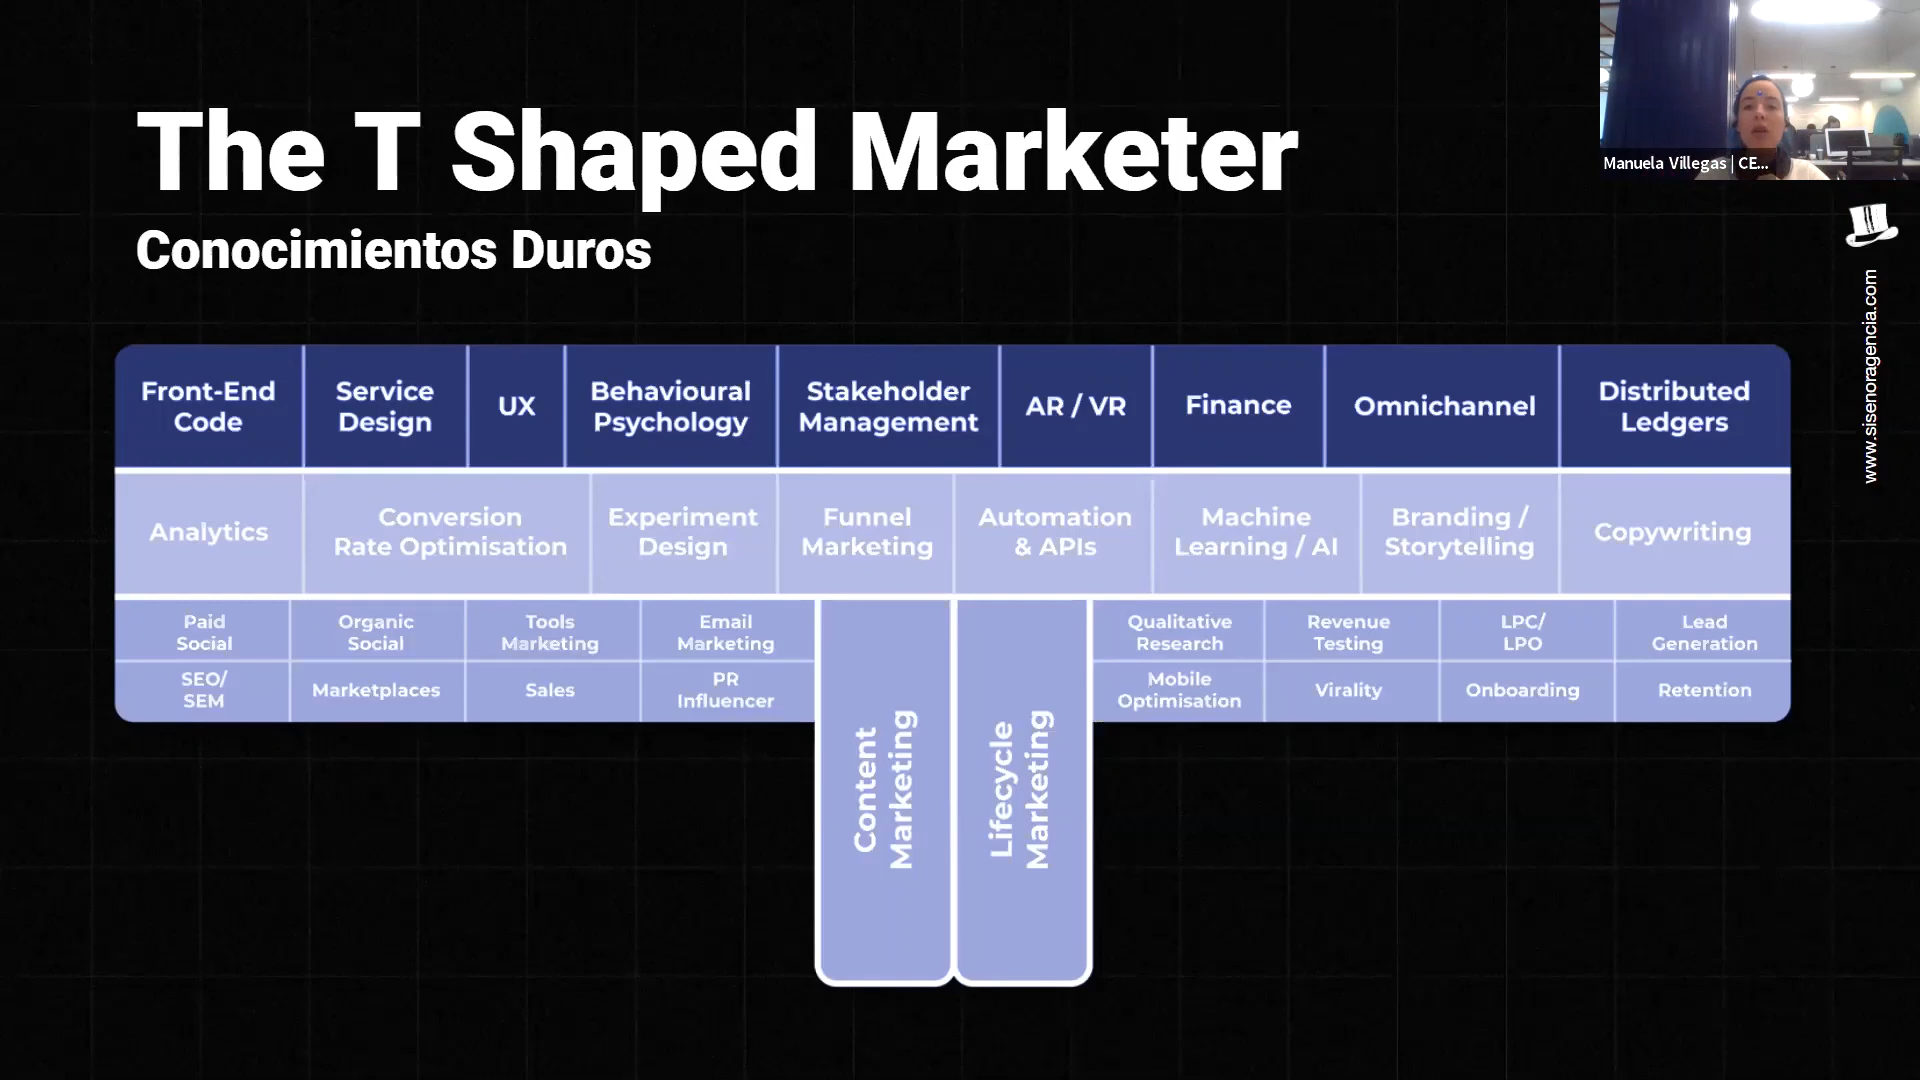 The T Shaped Marketer
Conocimientos Duros
Manuela Villegas | CE...
www.sisenoragencia.com
Front-End
Code
Service
Design
UX
Behavioural
Psychology
Stakeholder
Management
AR / VR
Finance
Omnichannel
Distributed
Ledgers
Analytics
Conversion
Rate Optimisation
Experiment
Design
Funnel
Marketing
Automation
& APIs
Machine
Learning / AI
Branding /
Storytelling
Copywriting
Paid
Social
Organic
Social
Tools
Marketing
Email
Marketing
Qualitative
Research
Revenue
Testing
LPC/
LPO
Lead
Generation
SEO/
SEM
Marketplaces
Sales
PR
Influencer
Mobile
Optimisation
Virality
Onboarding
Retention
Content
Marketing
Lifecycle
Marketing